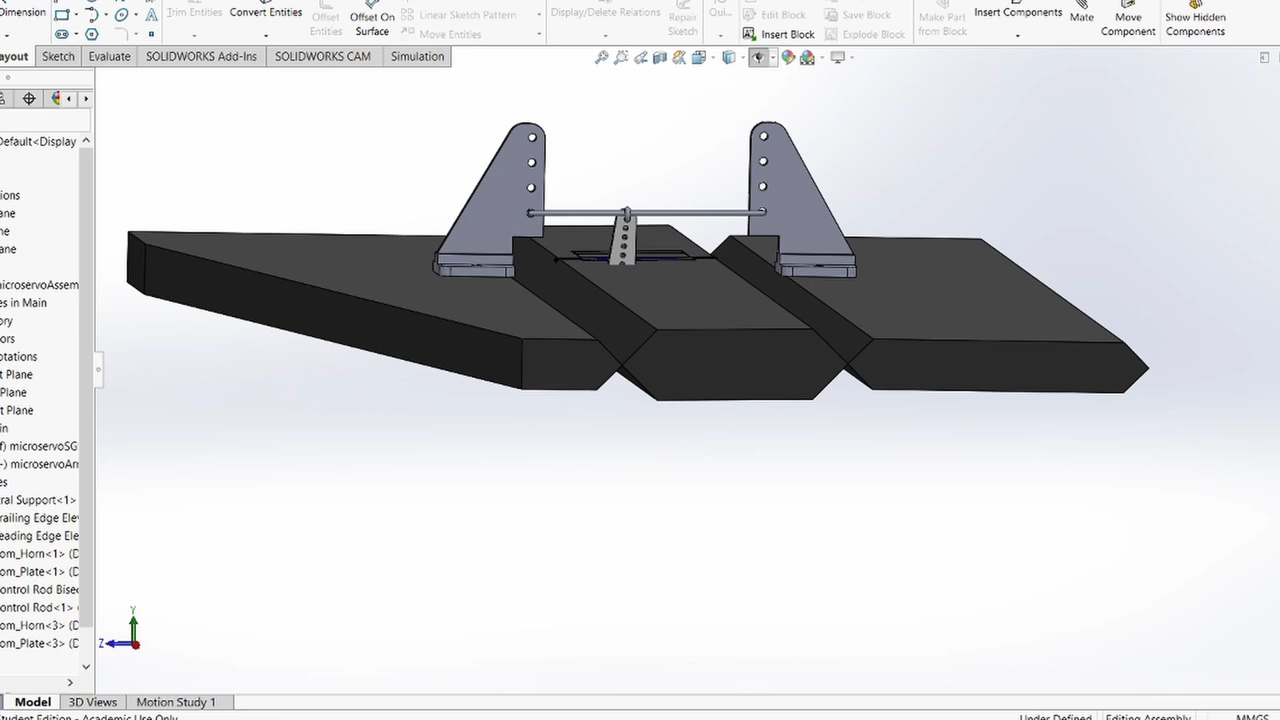 Dimension
Trim Entities
Convert Entities
Offset
Entities
Offset On
Surface
Linear Sketch Pattern
Move Entities
Display/Delete Relations
Repair
Sketch
Qui...
Edit Block
Insert Block
Save Block
Explode Block
Make Part
from Block
Insert Components
Mate
Move
Component
Show Hidden
Components
ayout
Sketch
Evaluate
SOLIDWORKS Add-Ins
SOLIDWORKS CAM
Simulation
Default<Display
ions
ane
ne
ane
microservoAssem
es in Main
ory
ors
otations
t Plane
Plane
t Plane
in
f) microservoSG
-) microservoAr
es
ral Support<1>
railing Edge Ele
eading Edge Ele
om_Horn<1> (D
om_Plate<1> (D
ontrol Rod Bise
ontrol Rod<1>
om_Horn<3> (D
om_Plate<3> (D
Y
Z
Model
3D Views
Motion Study 1
tudent Edition - Academic Use Only
Under Defined
Editing Assembly
MMGS